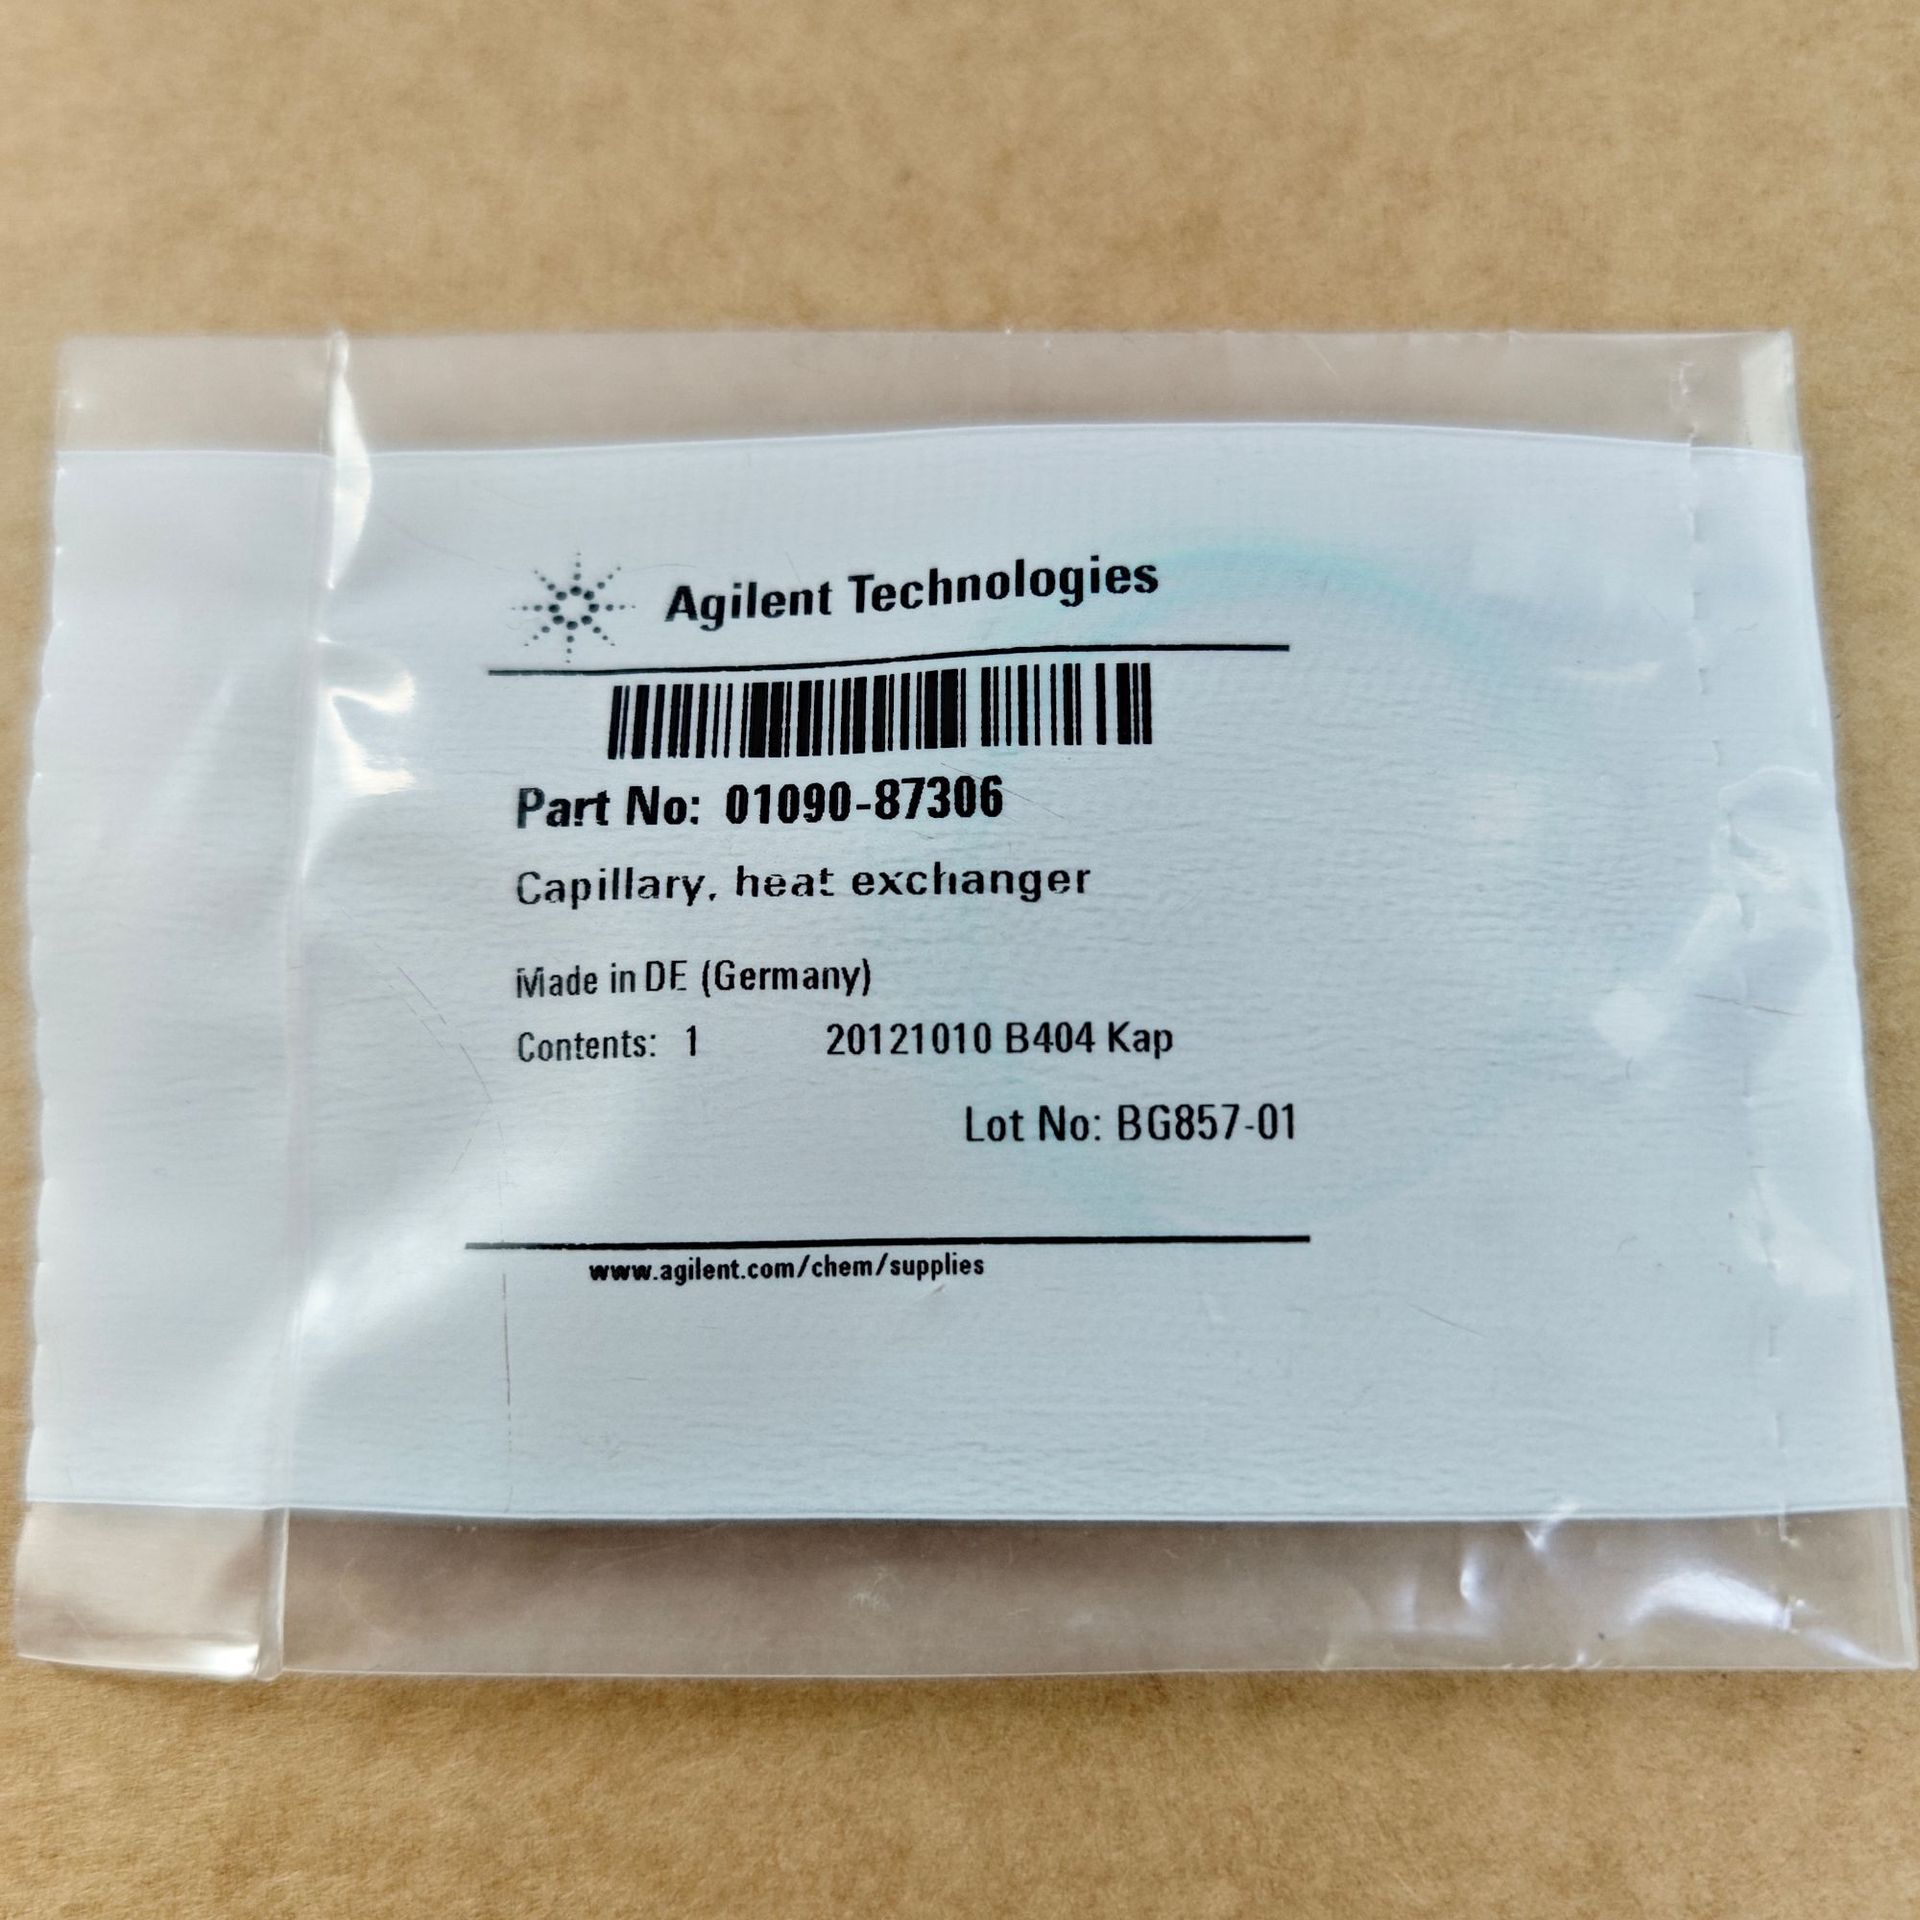 Agilent Technologies
Part No: 01090-87306
Capillary, heat exchanger
Made in DE (Germany)
Contents: 1 20121010 B404 Kap
Lot No: BG857-01
www.agilent.com/chem/supplies